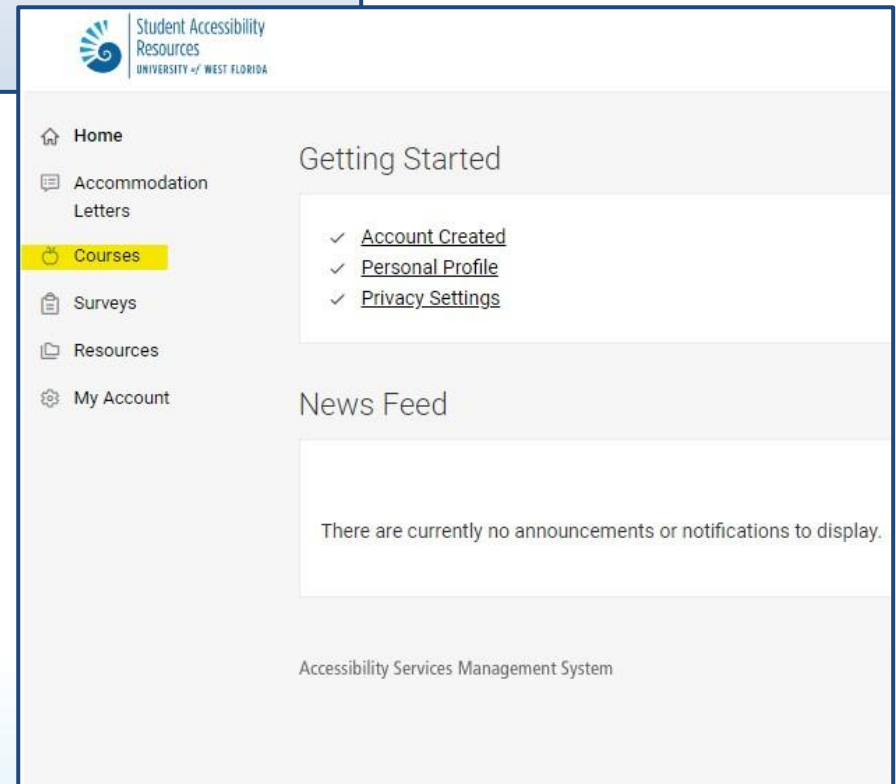 Student Accessibility
Resources
UNIVERSITY of WEST FLORIDA
Home
Accommodation
Letters
Courses
Surveys
Resources
My Account
Getting Started
Account Created
Personal Profile
Privacy Settings
News Feed
There are currently no announcements or notifications to display.
Accessibility Services Management System